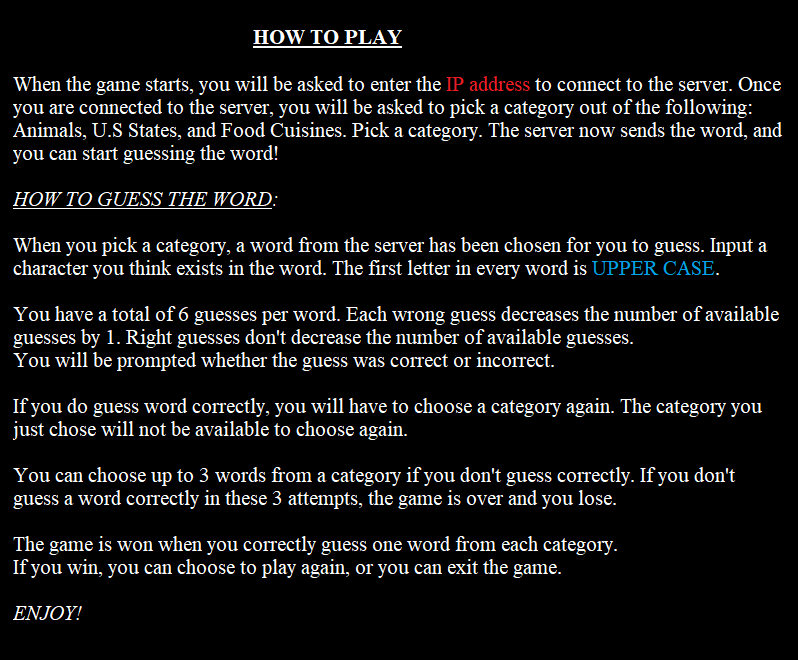 HOW TO PLAY
When the game starts, you will be asked to enter the IP address to connect to the server. Once
you are connected to the server, you will be asked to pick a category out of the following:
Animals, U.S States, and Food Cuisines. Pick a category. The server now sends the word, and
you can start guessing the word!
HOW TO GUESS THE WORD:
When you pick a category, a word from the server has been chosen for you to guess. Input a
character you think exists in the word. The first letter in every word is UPPER CASE.
You have a total of 6 guesses per word. Each wrong guess decreases the number of available
guesses by 1. Right guesses don't decrease the number of available guesses.
You will be prompted whether the guess was correct or incorrect.
If you do guess word correctly, you will have to choose a category again. The category you
just chose will not be available to choose again.
You can choose up to 3 words from a category if you don't guess correctly. If you don't
guess a word correctly in these 3 attempts, the game is over and you lose.
The game is won when you correctly guess one word from each category.
If you win, you can choose to play again, or you can exit the game.
ENJOY!